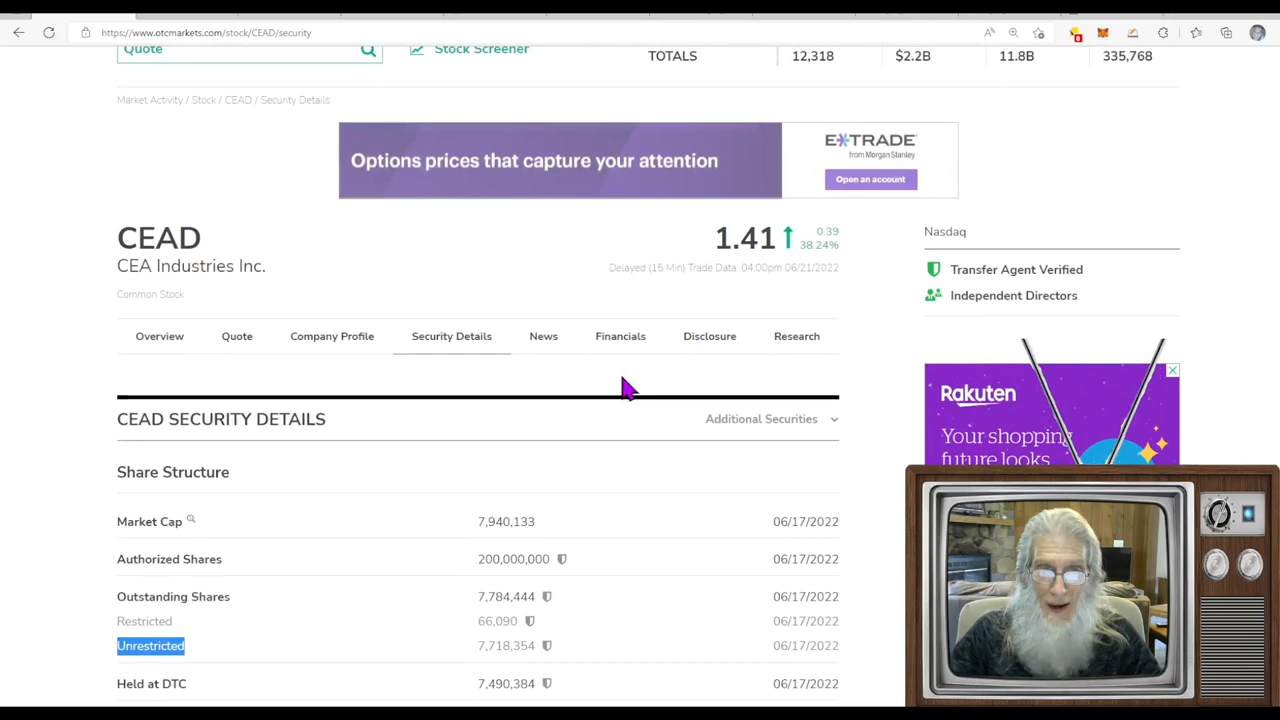 https://www.otcmarkets.com/stock/CEAD/security
A
8
Quote
Stock Screener
TOTALS 12,318 $2.2B 11.8B 335,768
Market Activity / Stock / CEAD / Security Details
Options prices that capture your attention
E*TRADE
from Morgan Stanley
Open an account
CEAD
CEA Industries Inc.
Common Stock
1.41 0.39
38.24%
Delayed (15 Min) Trade Data: 04:00pm 06/21/2022
Nasdaq
Transfer Agent Verified
Independent Directors
Overview Quote Company Profile Security Details News Financials Disclosure Research
Rakuten
Your shopping
future looks
CEAD SECURITY DETAILS Additional Securities
Share Structure
Market Cap 7,940,133 06/17/2022
Authorized Shares 200,000,000 06/17/2022
Outstanding Shares 7,784,444 06/17/2022
Restricted 66,090 06/17/2022
Unrestricted 7,718,354 06/17/2022
Held at DTC 7,490,384 06/17/2022